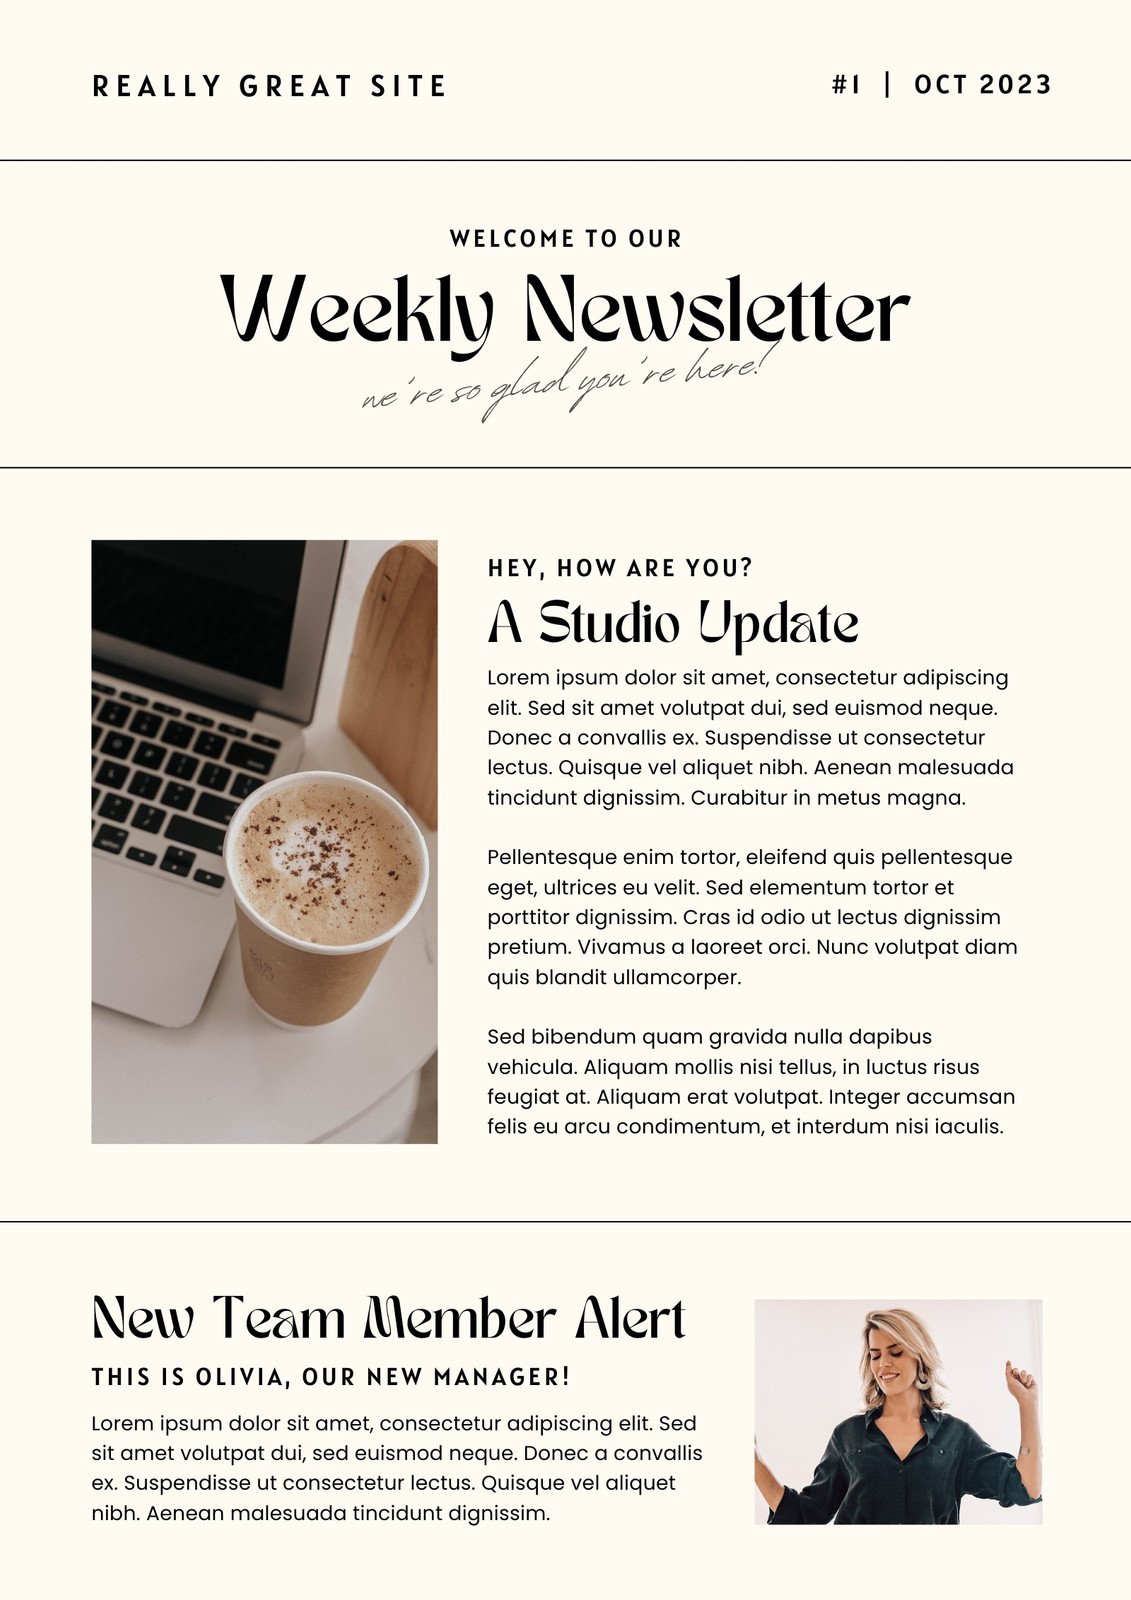 REALLY GREAT SITE
#1 | OCT 2023
WELCOME TO OUR
Weekly Newsletter
we're so glad you're here!
HEY, HOW ARE YOU?
A Studio Update
Lorem ipsum dolor sit amet, consectetur adipiscing
elit. Sed sit amet volutpat dui, sed euismod neque.
Donec a convallis ex. Suspendisse ut consectetur
lectus. Quisque vel aliquet nibh. Aenean malesuada
tincidunt dignissim. Curabitur in metus magna.
Pellentesque enim tortor, eleifend quis pellentesque
eget, ultrices eu velit. Sed elementum tortor et
porttitor dignissim. Cras id odio ut lectus dignissim
pretium. Vivamus a laoreet orci. Nunc volutpat diam
quis blandit ullamcorper.
Sed bibendum quam gravida nulla dapibus
vehicula. Aliquam mollis nisi tellus, in luctus risus
feugiat at. Aliquam erat volutpat. Integer accumsan
felis eu arcu condimentum, et interdum nisi iaculis.
New Team Member Alert
THIS IS OLIVIA, OUR NEW MANAGER!
Lorem ipsum dolor sit amet, consectetur adipiscing elit. Sed
sit amet volutpat dui, sed euismod neque. Donec a convallis
ex. Suspendisse ut consectetur lectus. Quisque vel aliquet
nibh. Aenean malesuada tincidunt dignissim.